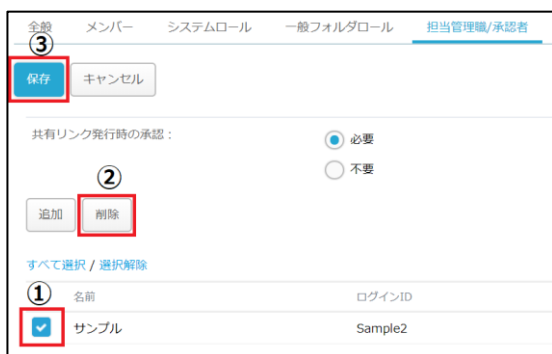 全般 メンバー システムロール 一般フォルダロール 担当管理職/承認者
③
保存 キャンセル
共有リンク発行時の承認： 必要
不要
②
追加 削除
すべて選択 / 選択解除
①
名前 ログインID
サンプル Sample2